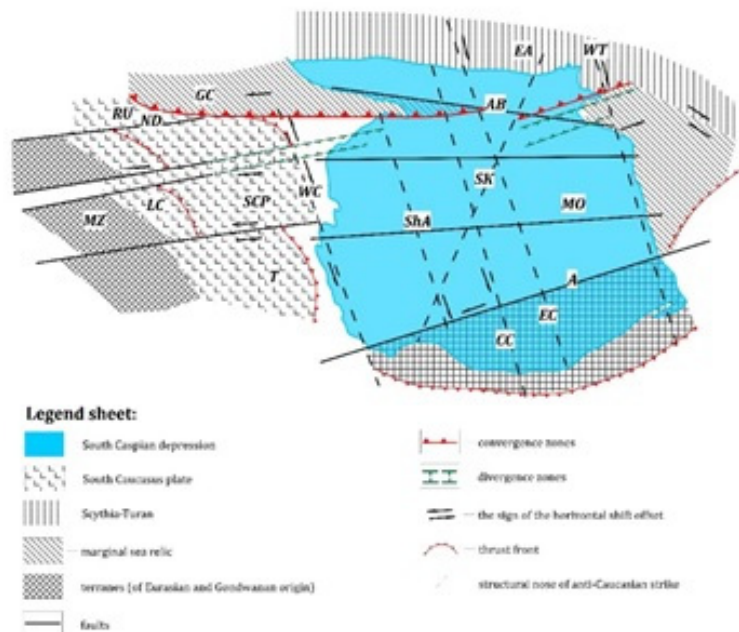 EA
WT
GC
AB
RU
ND
SK
WC
MO
LC
SCP
ShA
MZ
T
A
EC
CC
Legend sheet:
South Caspian depression
South Caucasus plate
Scythia-Turan
marginal sea relic
terranes (of Eurasian and Gondwanan origin)
faults
convergence zones
divergence zones
the sign of the horizontal shift offset
thrust front
structural nose of anti-Caucasian strike